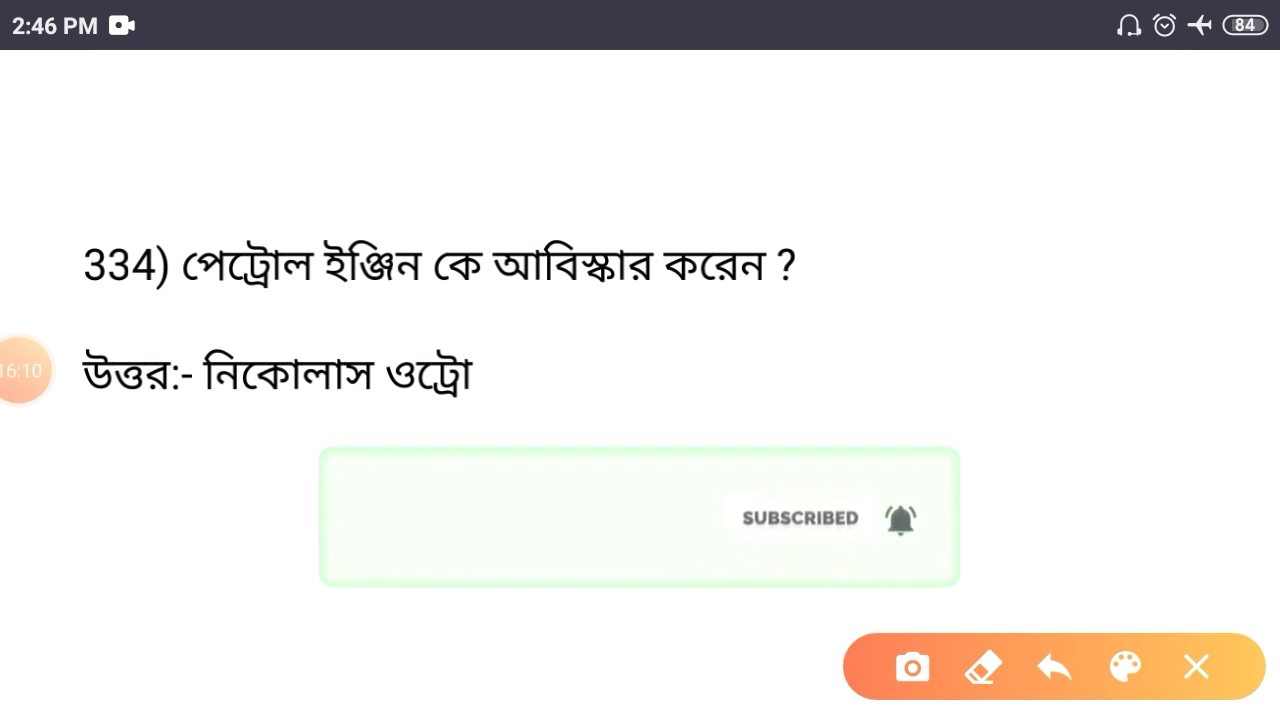 2:46 PM
84
334) পেট্রোল ইঞ্জিন কে আবিস্কার করেন ?
16:10
উত্তর:- নিকোলাস ওট্রো
SUBSCRIBED